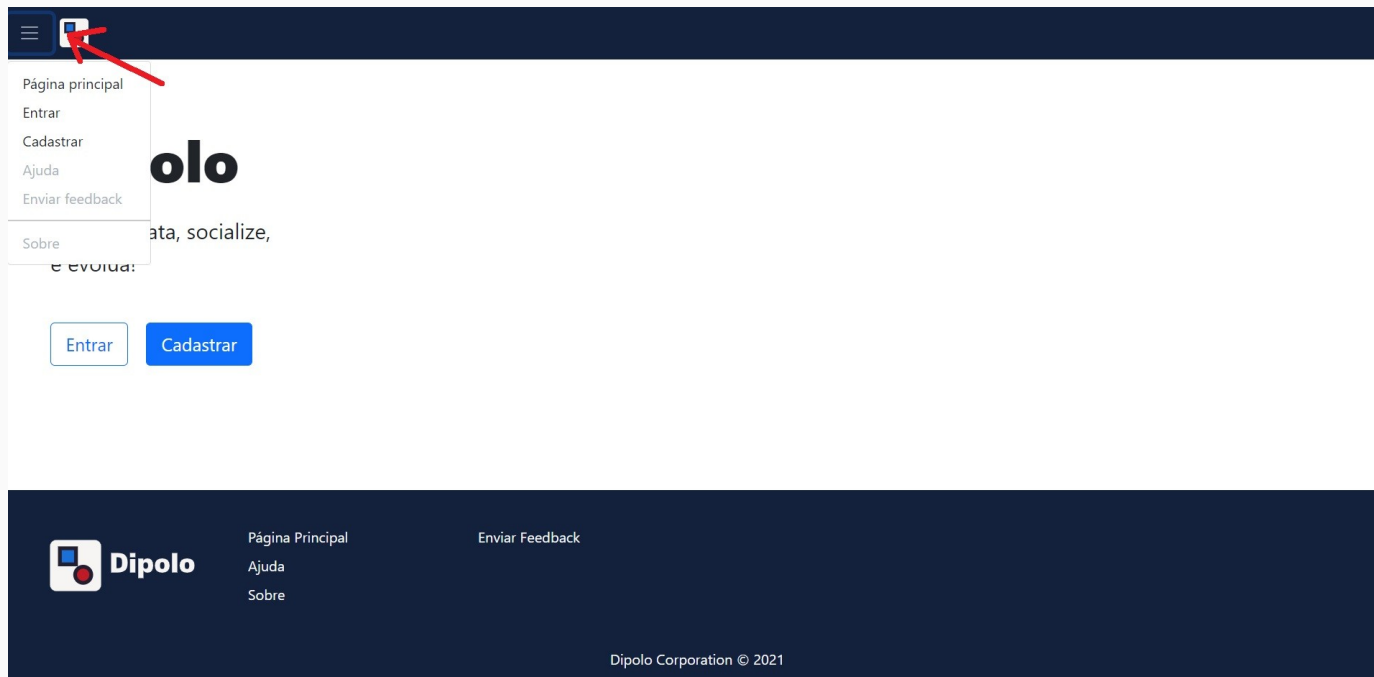 Página principal
Entrar
Cadastrar
Ajuda
Enviar feedback
Sobre
olo
ata, socialize,
e evolua!
Entrar Cadastrar
Dipolo
Página Principal
Ajuda
Sobre
Enviar Feedback
Dipolo Corporation © 2021